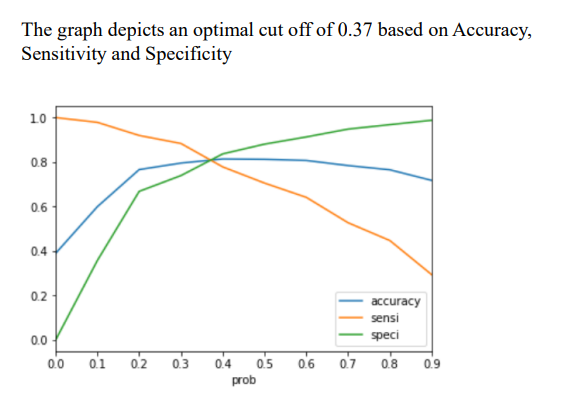 The graph depicts an optimal cut off of 0.37 based on Accuracy,
Sensitivity and Specificity
1.0
0.8
0.6
0.4
0.2
0.0
accuracy
sensi
speci
0.0 0.1 0.2 0.3 0.4 0.5 0.6 0.7 0.8 0.9
prob